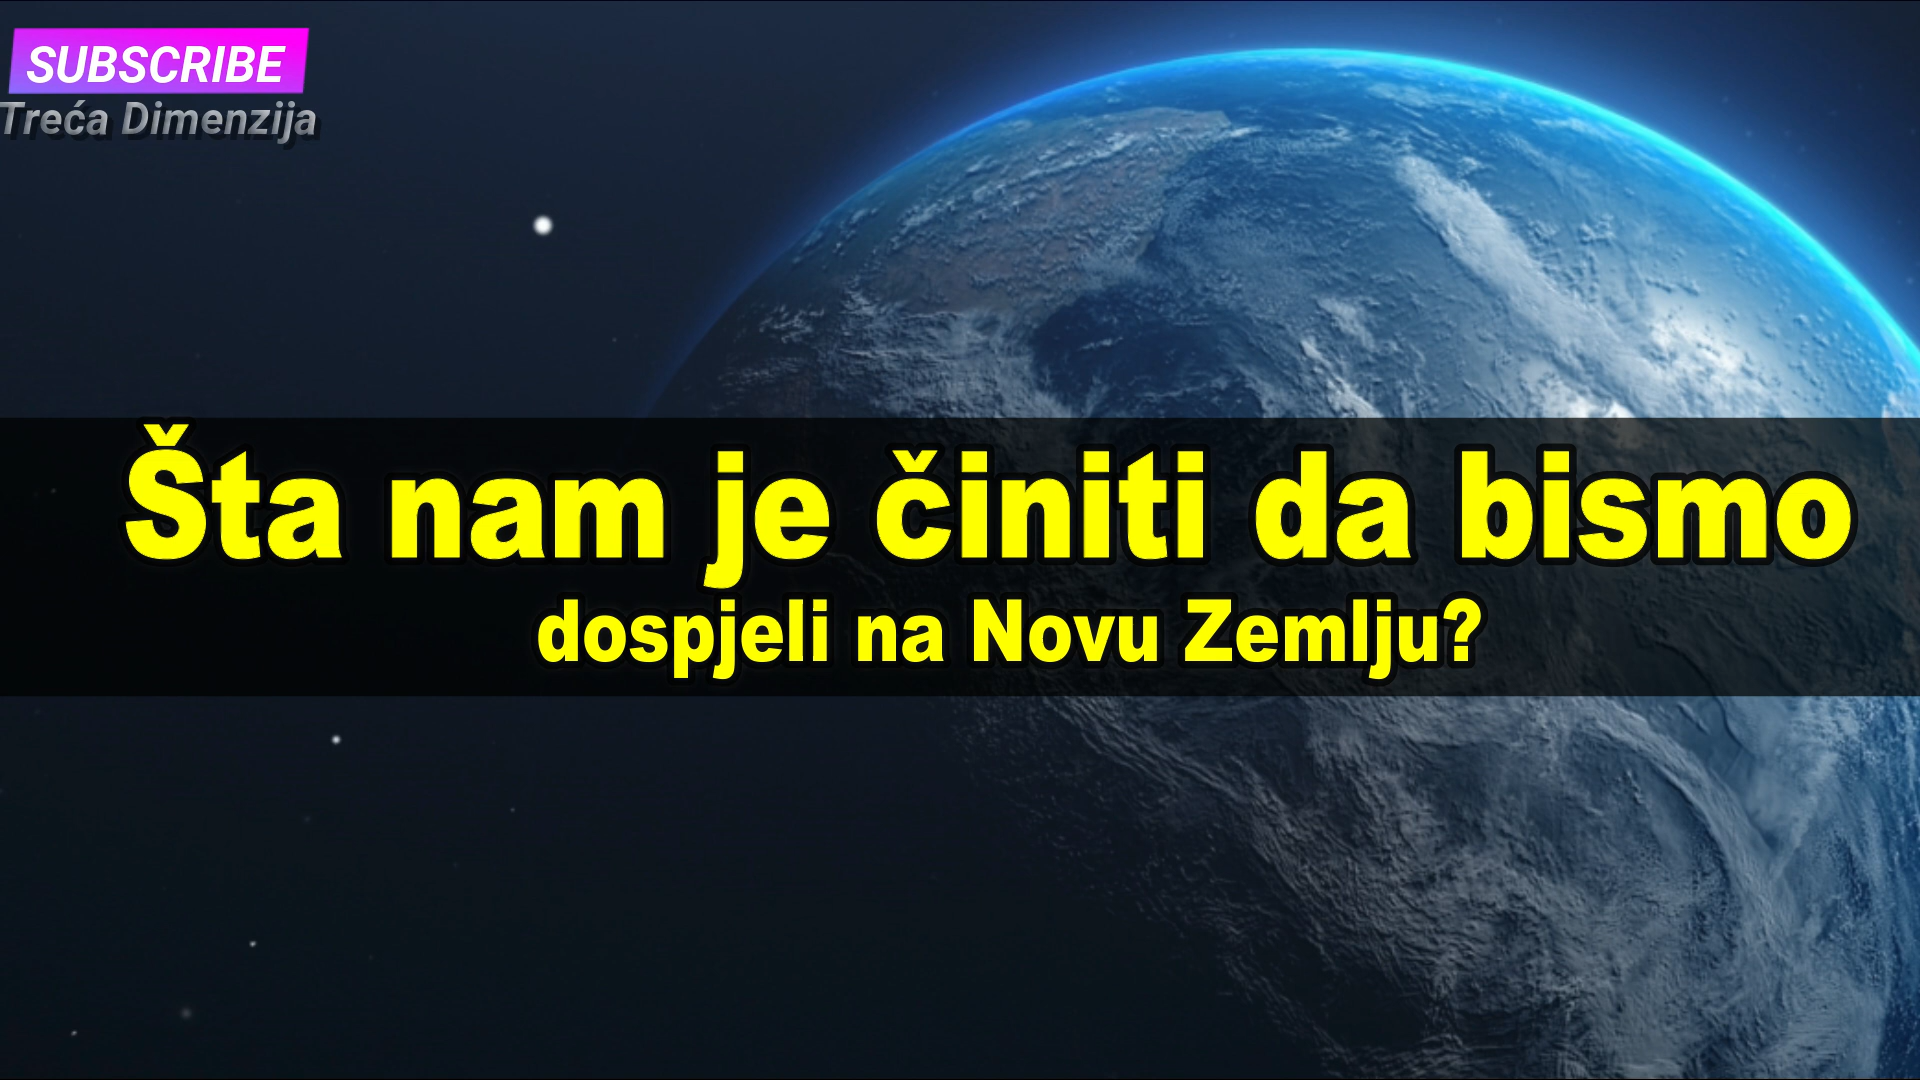 SUBSCRIBE
Treća Dimenzija
Šta nam je činiti da bismo
dospjeli na Novu Zemlju?